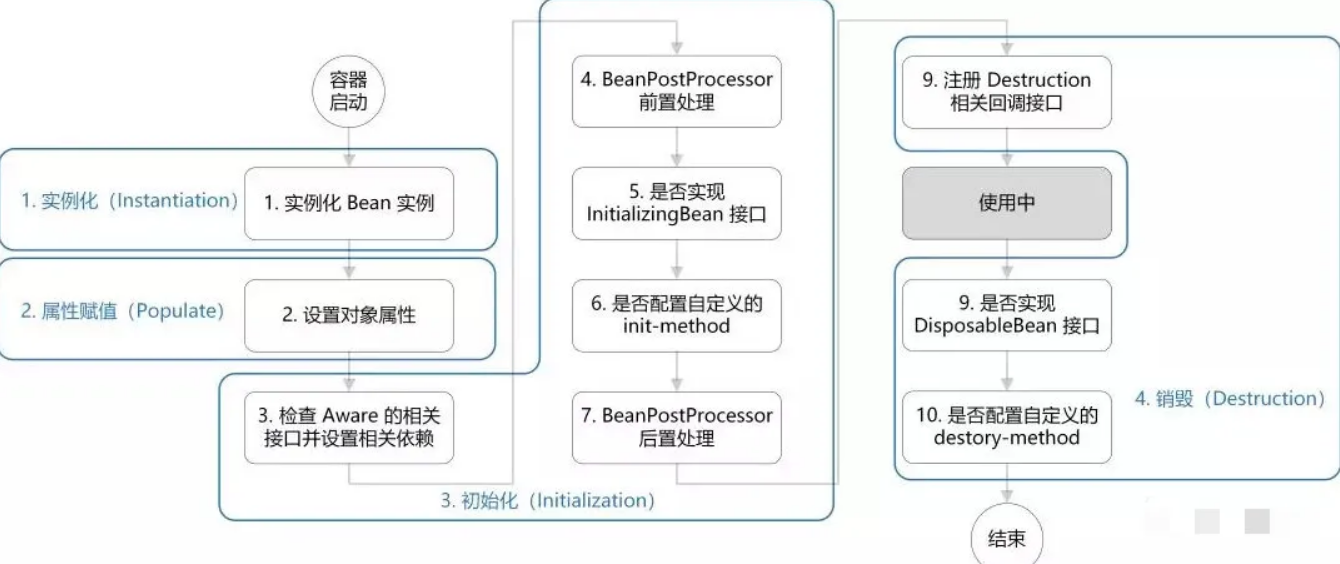 容器
启动
1. 实例化（Instantiation）
1. 实例化 Bean 实例
2. 属性赋值（Populate）
2. 设置对象属性
3. 检查 Aware 的相关
接口并设置相关依赖
3. 初始化（Initialization）
4. BeanPostProcessor
前置处理
5. 是否实现
InitializingBean 接口
6. 是否配置自定义的
init-method
7. BeanPostProcessor
后置处理
9. 注册 Destruction
相关回调接口
使用中
9. 是否实现
DisposableBean 接口
10. 是否配置自定义的
destory-method
4. 销毁（Destruction）
结束